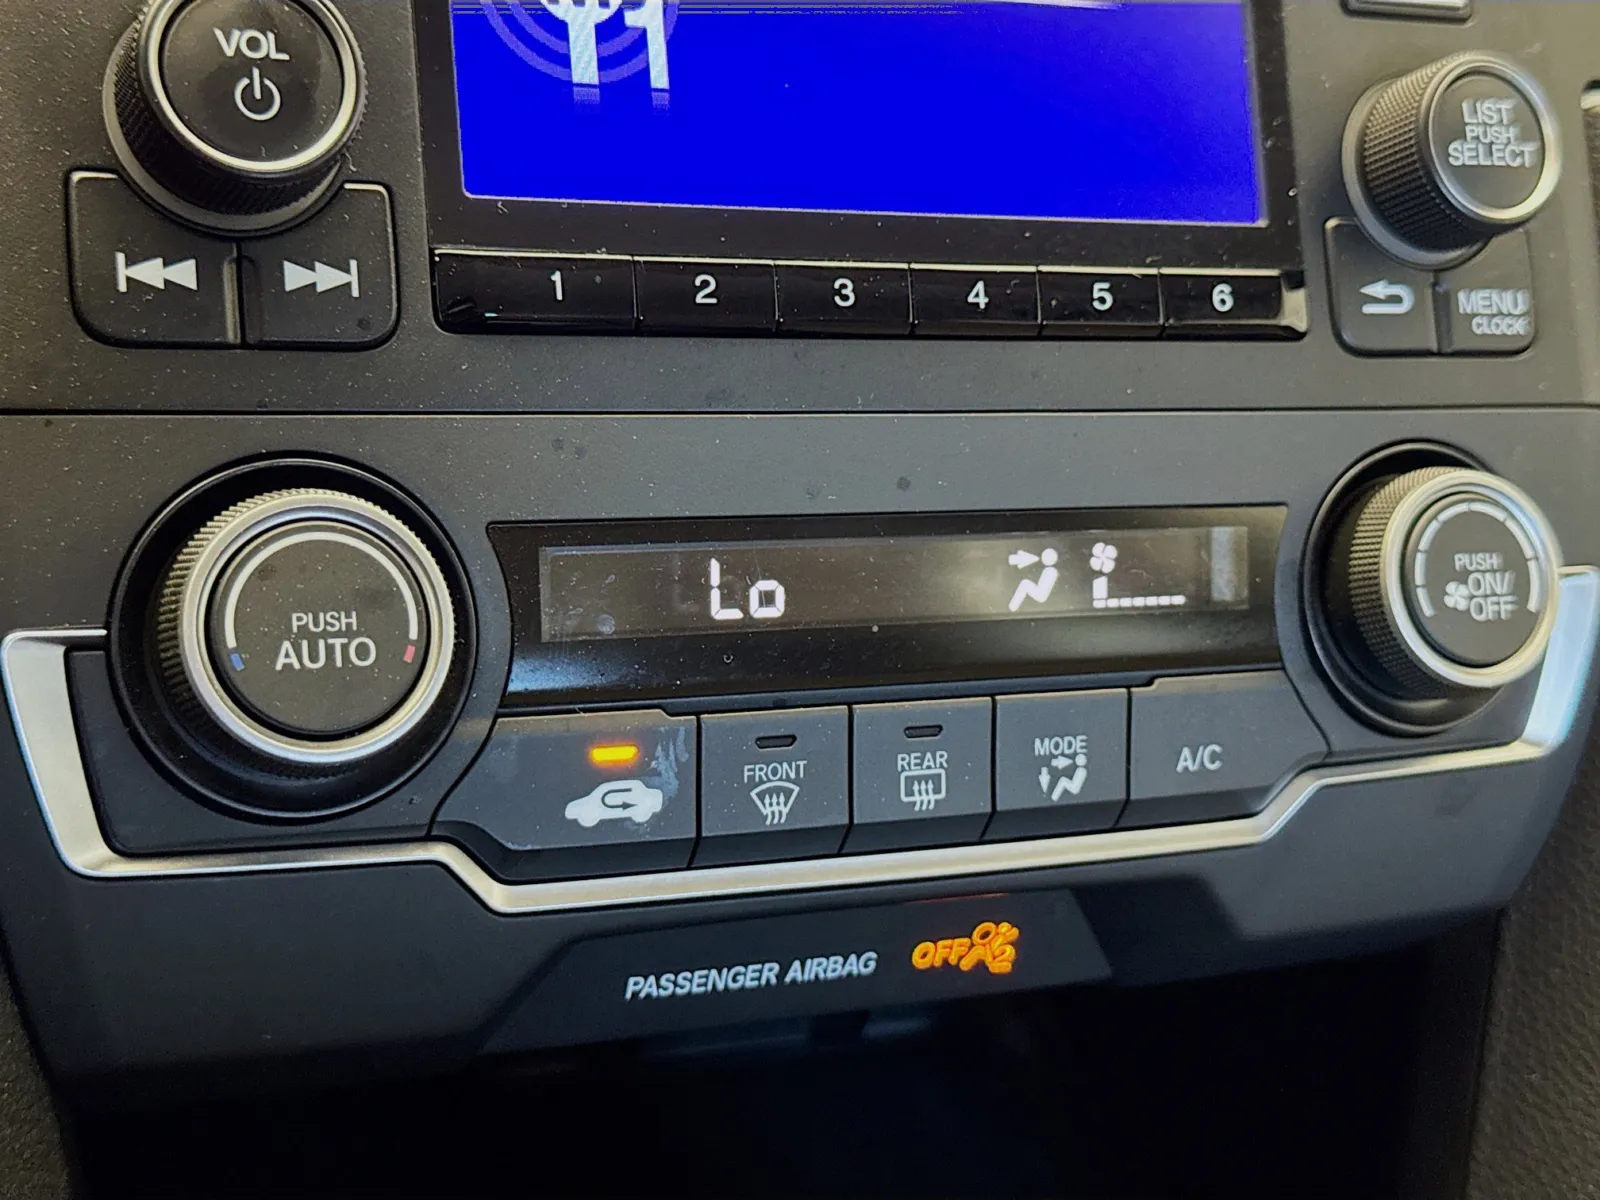 VOL
LIST
PUSH
SELECT
1 2 3 4 5 6
MENU
CLOCK
PUSH
AUTO
Lo
PUSH
ON/
OFF
FRONT
REAR
MODE
A/C
PASSENGER AIRBAG OFF